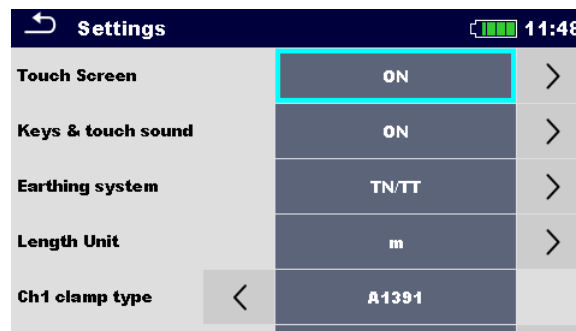 Settings 11:48
Touch Screen ON
Keys & touch sound ON
Earthing system TN/TT
Length Unit m
Ch1 clamp type A1391